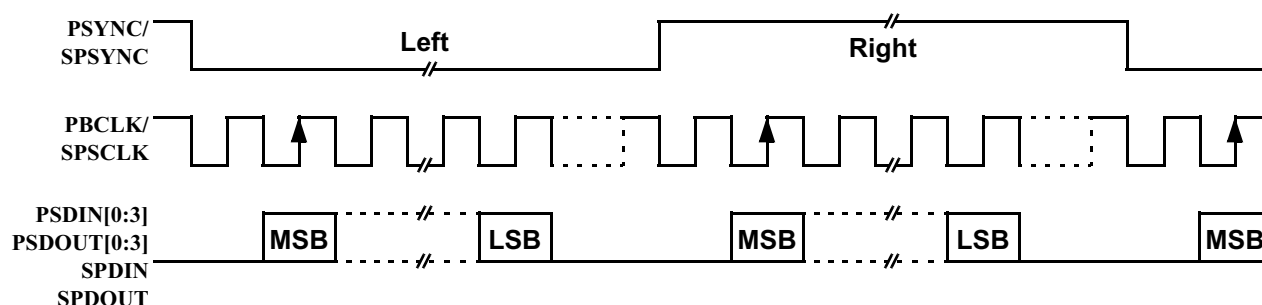 PSYNC/
SPSYNC
Left
Right
PBCLK/
SPSCLK
PSDIN[0:3]
PSDOUT[0:3]
SPDIN
SPDOUT
MSB
LSB
MSB
LSB
MSB